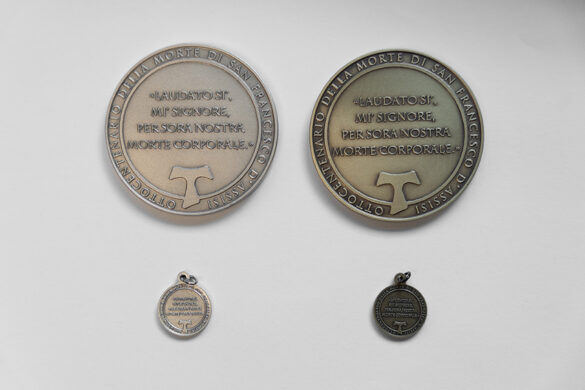 OTTOCENTENARIO DELLA MORTE DI SAN FRANCESCO D'ASSISI
"LAUDATO SI',
MI' SIGNORE,
PER SORA NOSTRA
MORTE CORPORALE."
OTTOCENTENARIO DELLA MORTE DI SAN FRANCESCO D'ASSISI
"LAUDATO SI',
MI' SIGNORE,
PER SORA NOSTRA
MORTE CORPORALE."